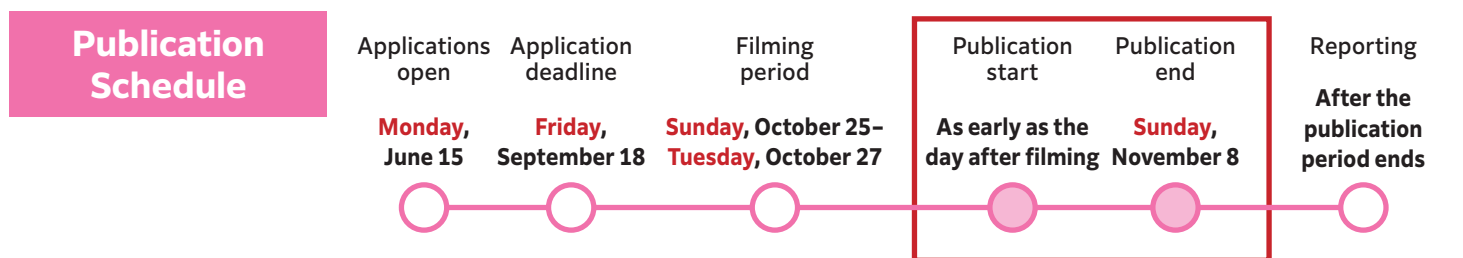 Publication
Schedule
Applications
open
Monday,
June 15
Application
deadline
Friday,
September 18
Filming
period
Sunday, October 25–
Tuesday, October 27
Publication
start
As early as the
day after filming
Publication
end
Sunday,
November 8
Reporting
After the
publication
period ends